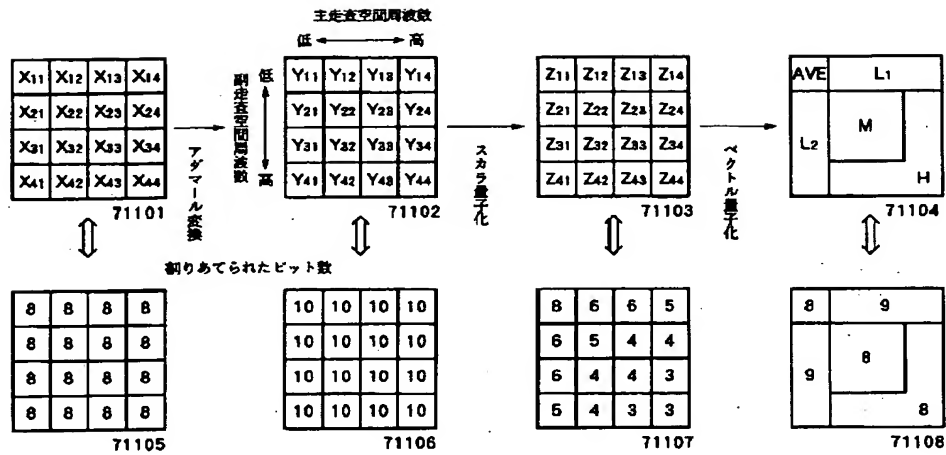 主走査空間周波数
低 高
X11 X12 X13 X14
X21 X22 X23 X24
X31 X32 X33 X34
X41 X42 X43 X44
71101
アダマール変換
副走査空間周波数
低
高
Y11 Y12 Y13 Y14
Y21 Y22 Y23 Y24
Y31 Y32 Y33 Y34
Y41 Y42 Y43 Y44
71102
スカラ量子化
Z11 Z12 Z13 Z14
Z21 Z22 Z23 Z24
Z31 Z32 Z33 Z34
Z41 Z42 Z43 Z44
71103
ベクトル量子化
AVE L1
L2 M
H
71104
割りあてられたビット数
8 8 8 8
8 8 8 8
8 8 8 8
8 8 8 8
71105
10 10 10 10
10 10 10 10
10 10 10 10
10 10 10 10
71106
8 6 6 5
6 5 4 4
6 4 4 3
5 4 3 3
71107
8 9
9 8
8
71108